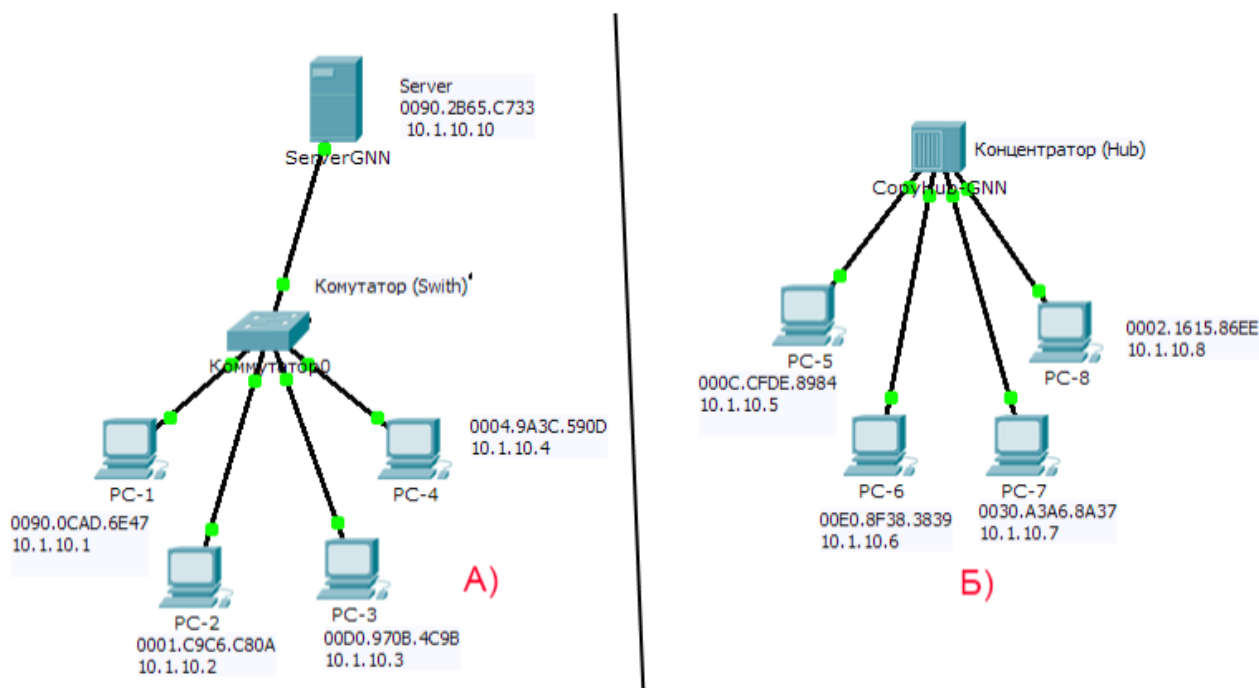 Server
0090.2B65.C733
10.1.10.10
ServerGNN
Комутатор (Swith)
Коммутатор0
PC-1
0090.0CAD.6E47
10.1.10.1
PC-2
0001.C9C6.C80A
10.1.10.2
PC-3
00D0.970B.4C9B
10.1.10.3
0004.9A3C.590D
10.1.10.4
PC-4
А)
Концентратор (Hub)
CopyHub-GNN
PC-5
000C.CFDE.8984
10.1.10.5
PC-6
00E0.8F38.3839
10.1.10.6
PC-7
0030.A3A6.8A37
10.1.10.7
0002.1615.86EE
10.1.10.8
PC-8
Б)